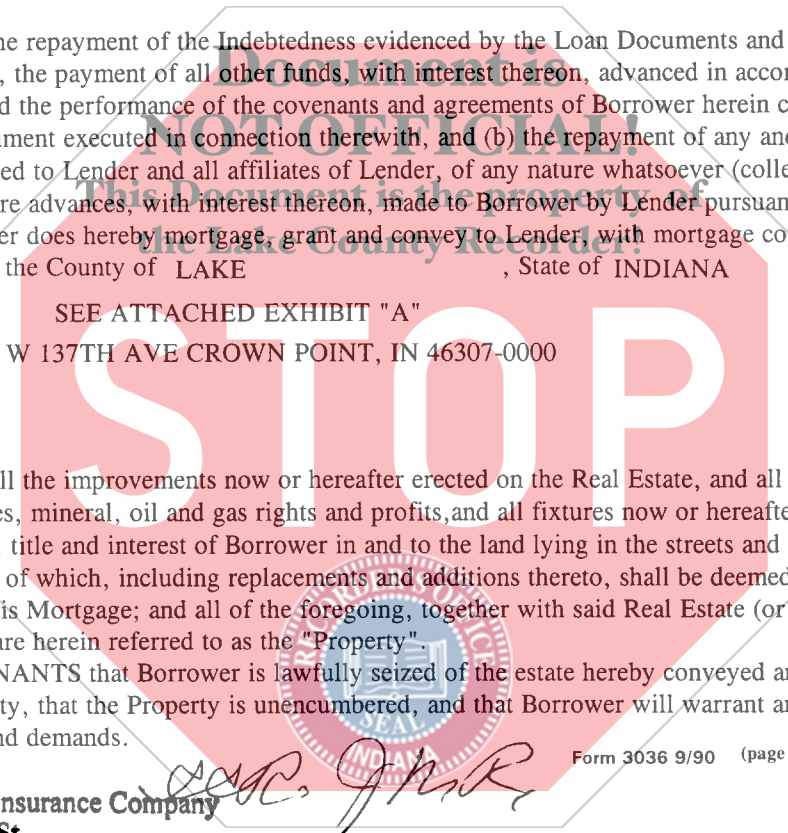 he repayment of the Indebtedness evidenced by the Loan Documents and
, the payment of all other funds, with interest thereon, advanced in accor
d the performance of the covenants and agreements of Borrower herein c
ment executed in connection therewith, and (b) the repayment of any and
ed to Lender and all affiliates of Lender, of any nature whatsoever (colle
re advances, with interest thereon, made to Borrower by Lender pursuan
er does hereby mortgage, grant and convey to Lender, with mortgage co
the County of LAKE , State of INDIANA
SEE ATTACHED EXHIBIT "A"
W 137TH AVE CROWN POINT, IN 46307-0000
ll the improvements now or hereafter erected on the Real Estate, and all
es, mineral, oil and gas rights and profits,and all fixtures now or hereafte
title and interest of Borrower in and to the land lying in the streets and
of which, including replacements and additions thereto, shall be deemed
is Mortgage; and all of the foregoing, together with said Real Estate (or
are herein referred to as the "Property".
NANTS that Borrower is lawfully seized of the estate hereby conveyed a
ty, that the Property is unencumbered, and that Borrower will warrant a
nd demands.
Form 3036 9/90 (page
nsurance Company
St
Document is
NOT OFFICIAL!
This Document is the property of
the Lake County Recorder!
STOP
RECORDER'S OFFICE
SEAL
INDIANA